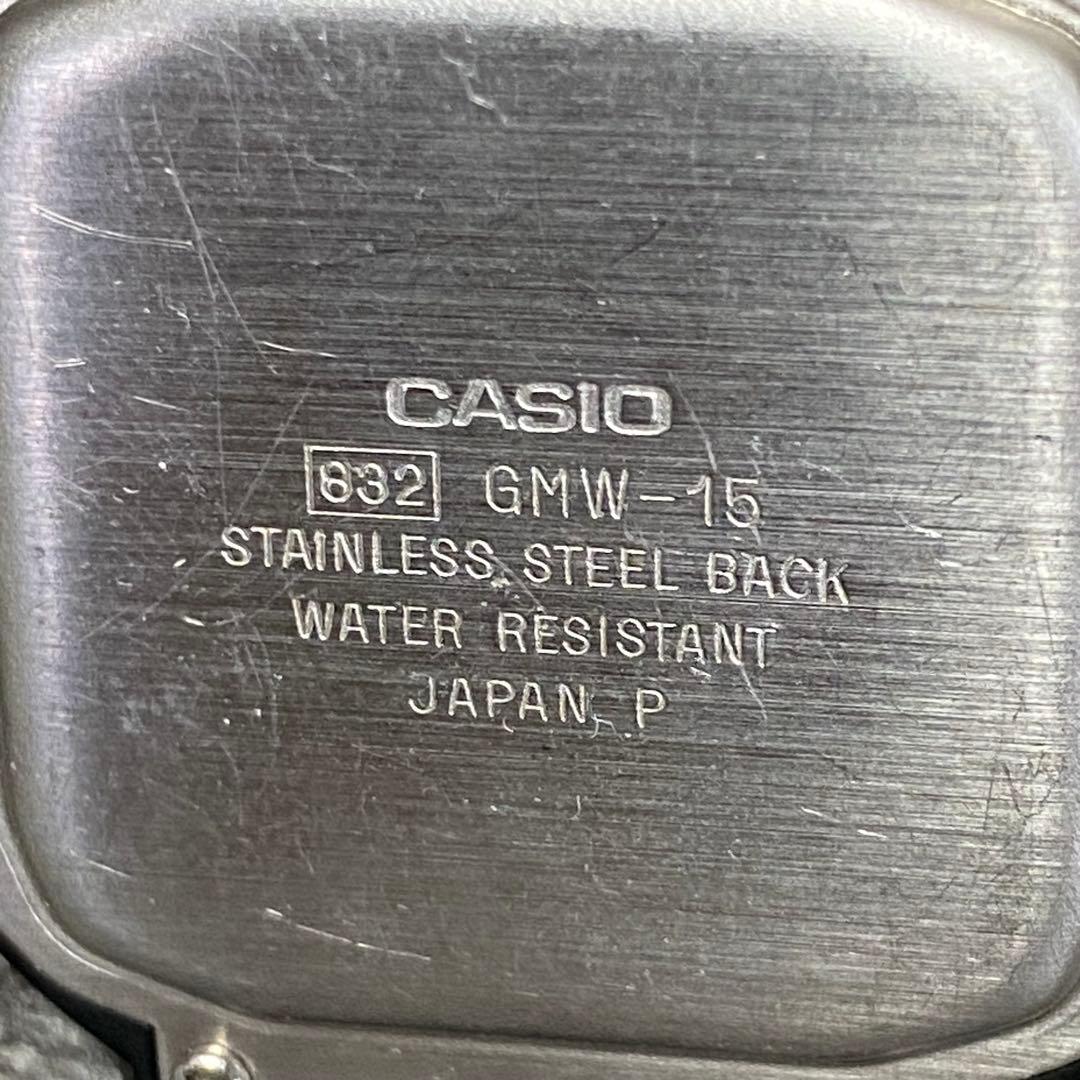 CASIO
832 GMW-15
STAINLESS STEEL BACK
WATER RESISTANT
JAPAN P